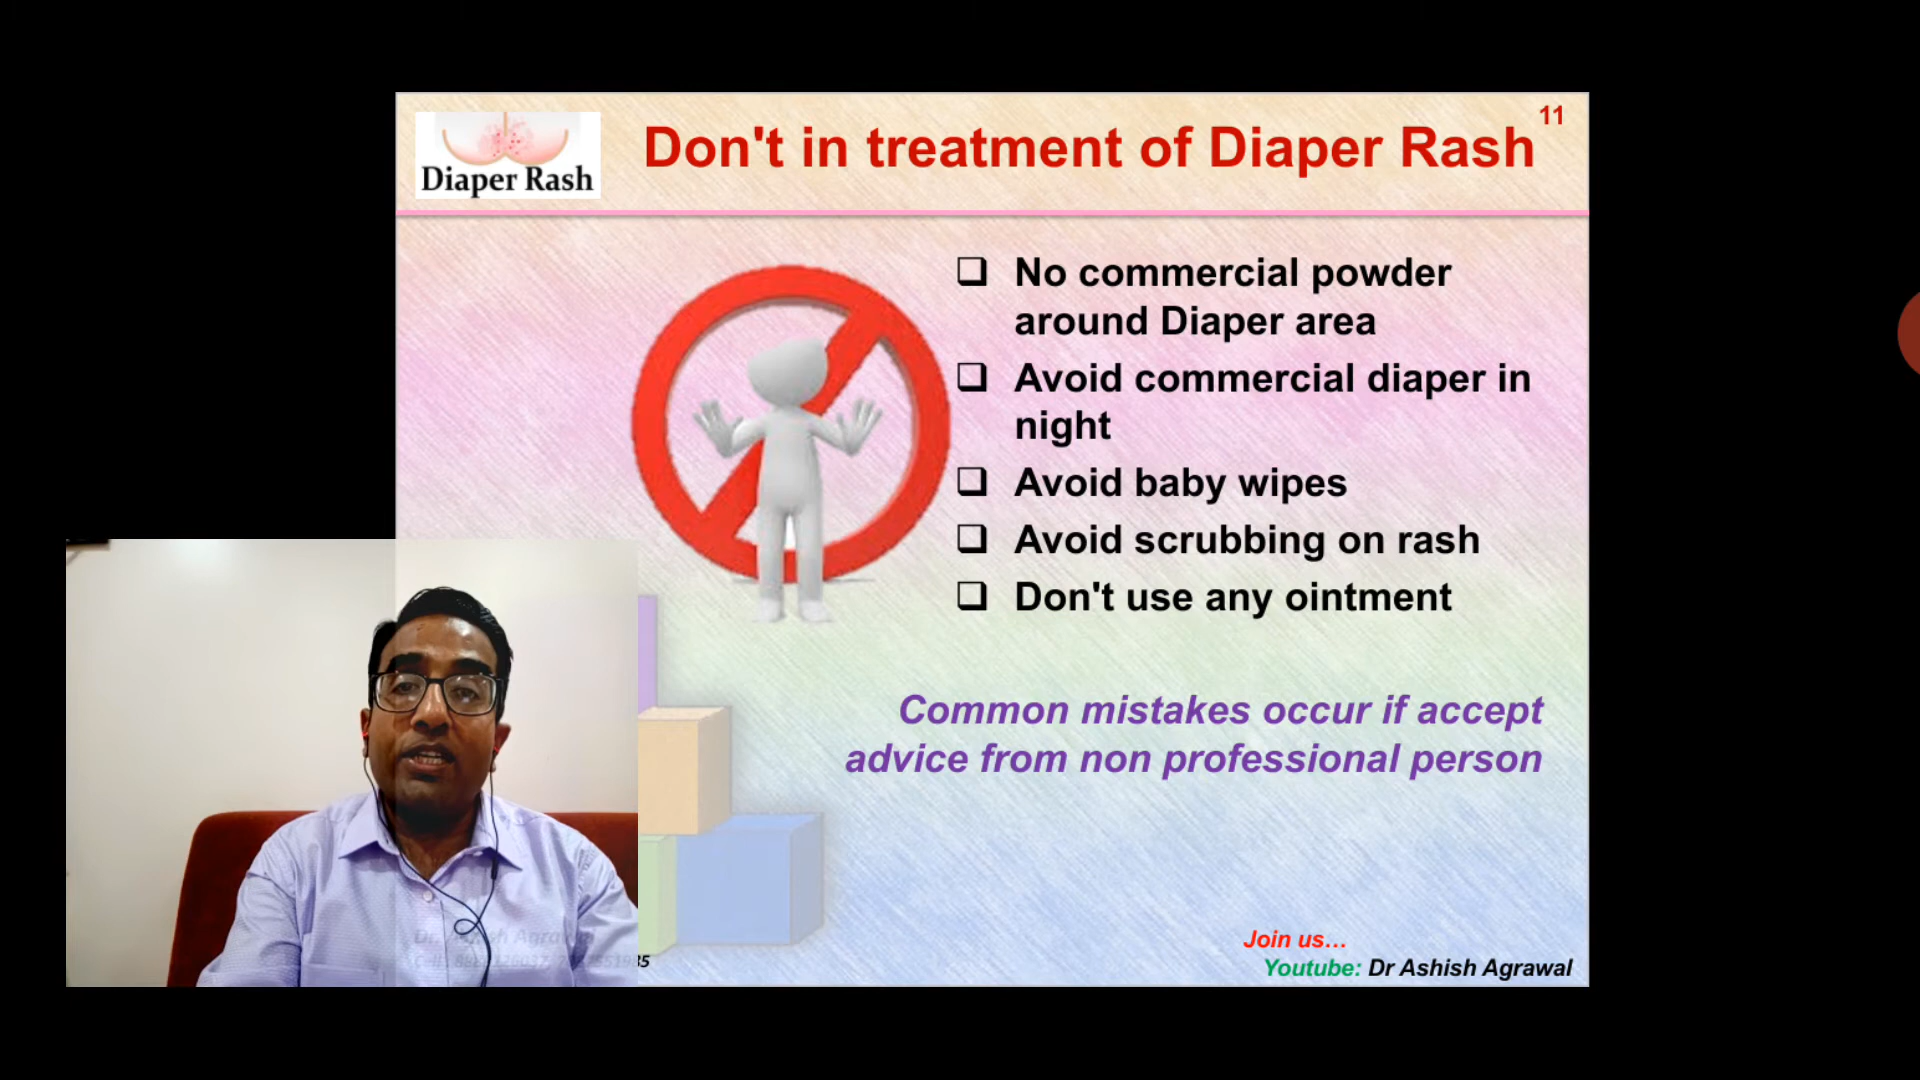 Diaper Rash
Don't in treatment of Diaper Rash
11
No commercial powder
around Diaper area
Avoid commercial diaper in
night
Avoid baby wipes
Avoid scrubbing on rash
Don't use any ointment
Common mistakes occur if accept
advice from non professional person
Join us...
Youtube: Dr Ashish Agrawal